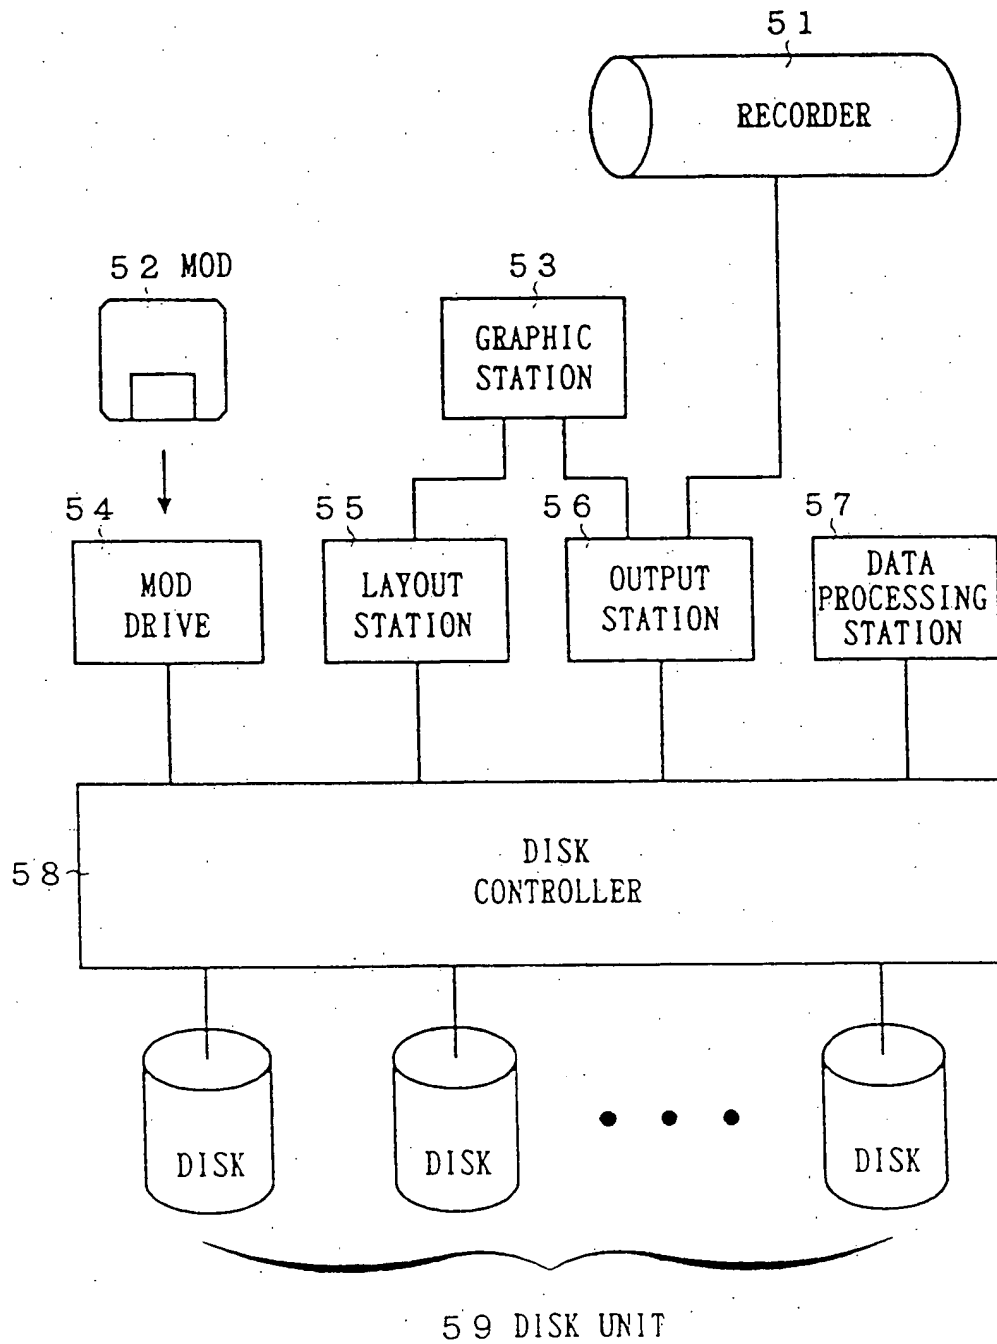 51
RECORDER
52 MOD
53
GRAPHIC
STATION
54
MOD
DRIVE
55
LAYOUT
STATION
56
OUTPUT
STATION
57
DATA
PROCESSING
STATION
58
DISK
CONTROLLER
DISK
DISK
DISK
59 DISK UNIT